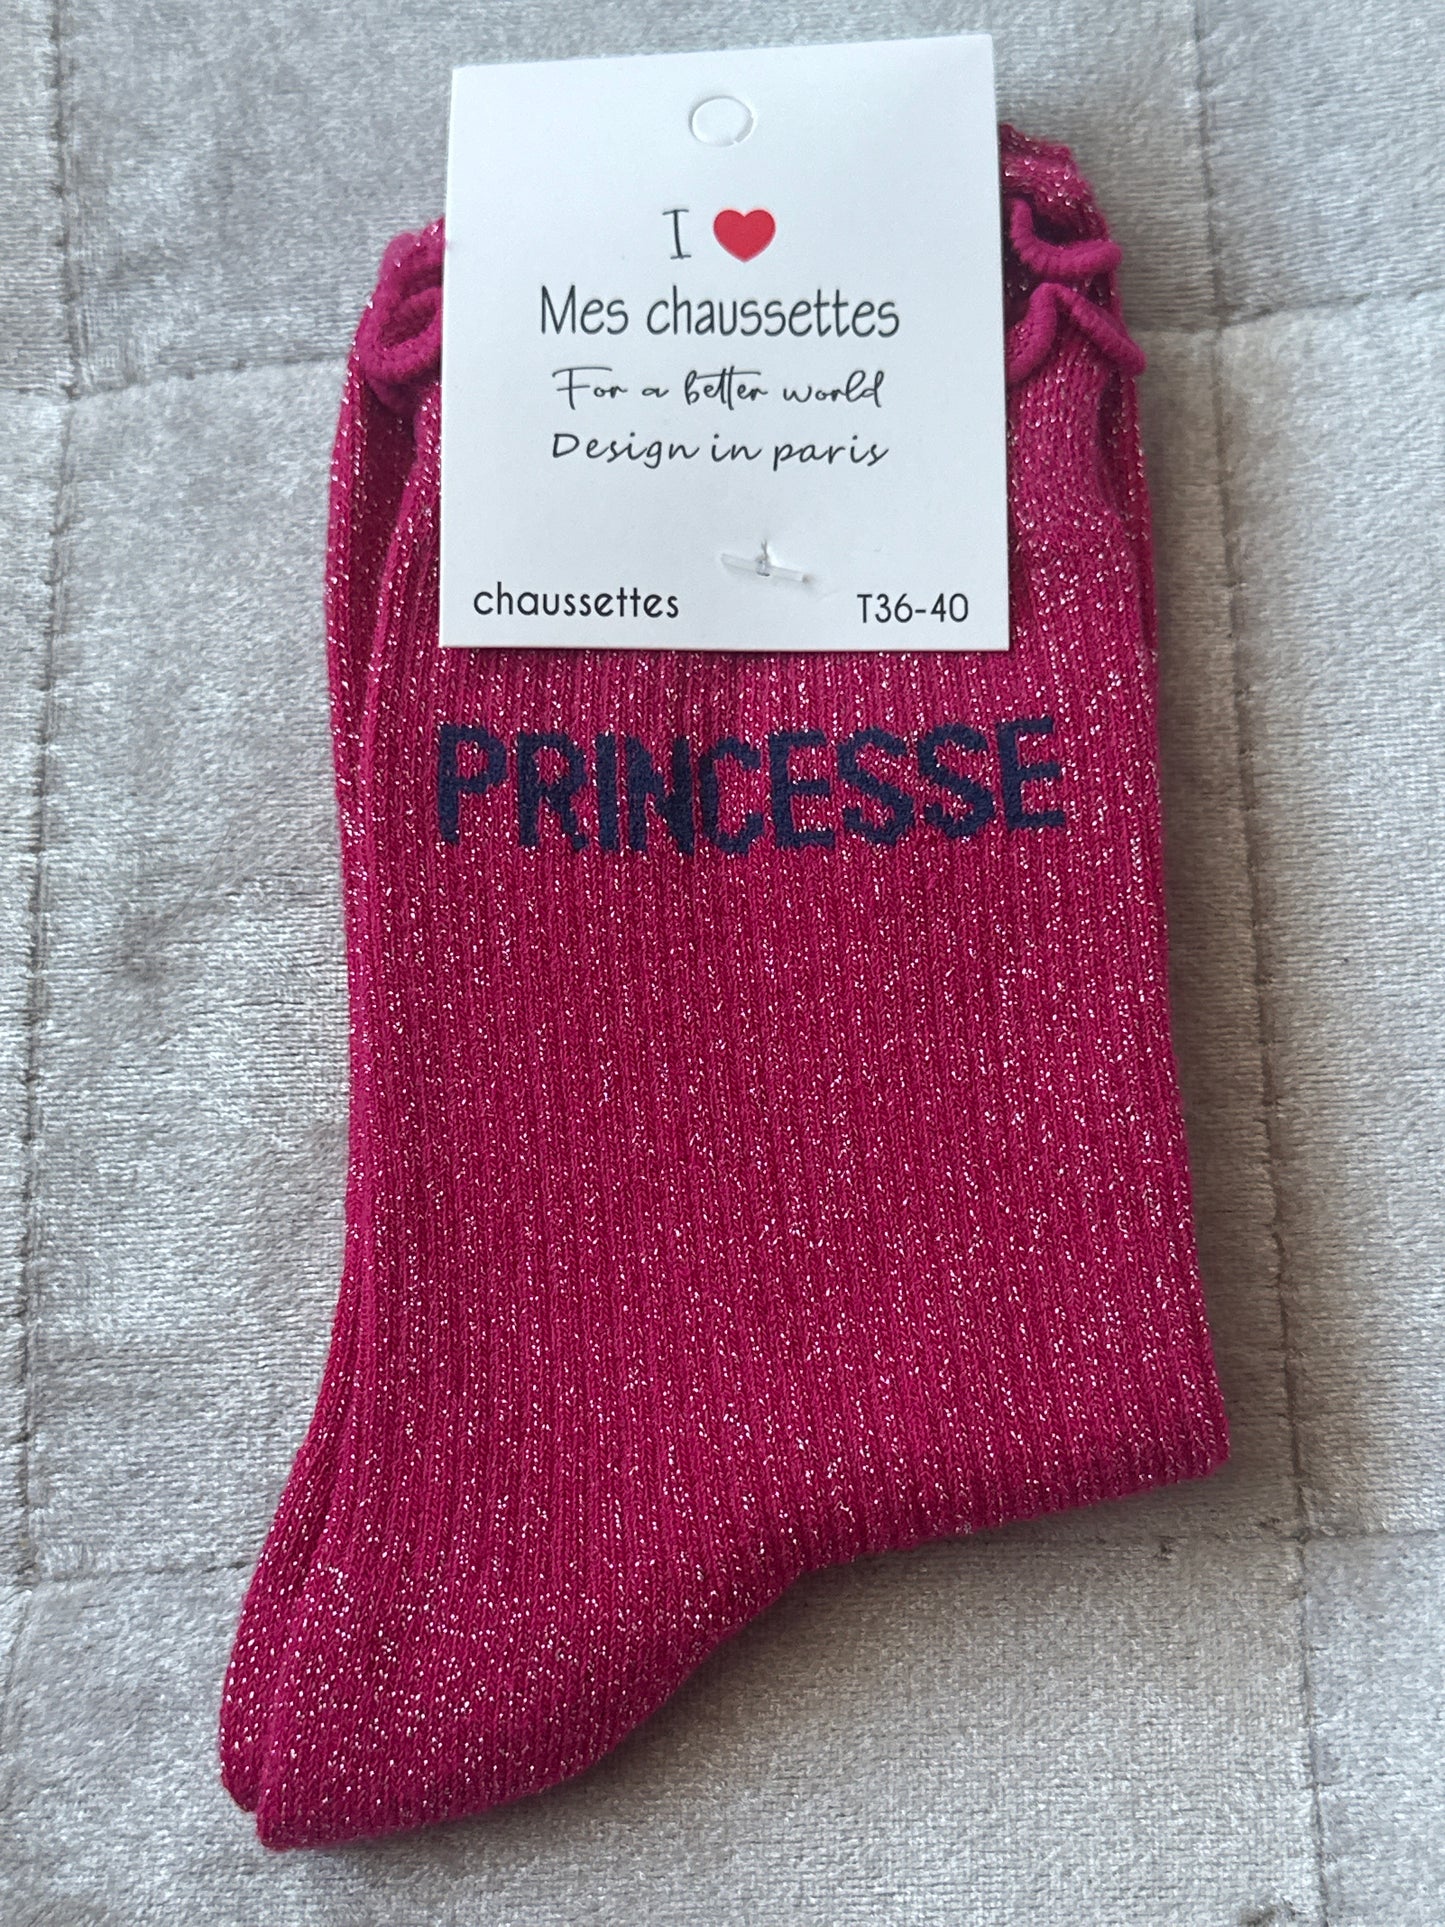 I ❤
Mes chaussettes
For a better world
Design in paris
chaussettes T36-40
PRINCESSE